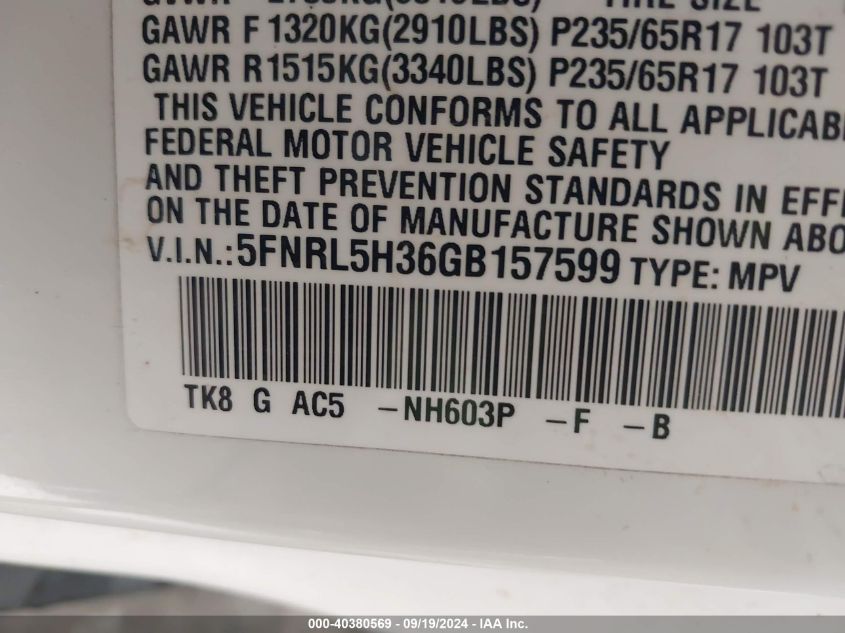 GAWR F 1320KG(2910LBS) P235/65R17 103T
GAWR R1515KG(3340LBS) P235/65R17 103T
THIS VEHICLE CONFORMS TO ALL APPLICAB
FEDERAL MOTOR VEHICLE SAFETY
AND THEFT PREVENTION STANDARDS IN EFF
ON THE DATE OF MANUFACTURE SHOWN ABO
V.I.N.:5FNRL5H36GB157599 TYPE: MPV
TK8 G AC5 -NH603P -F -B
000-40380569 - 09/19/2024 - IAA Inc.